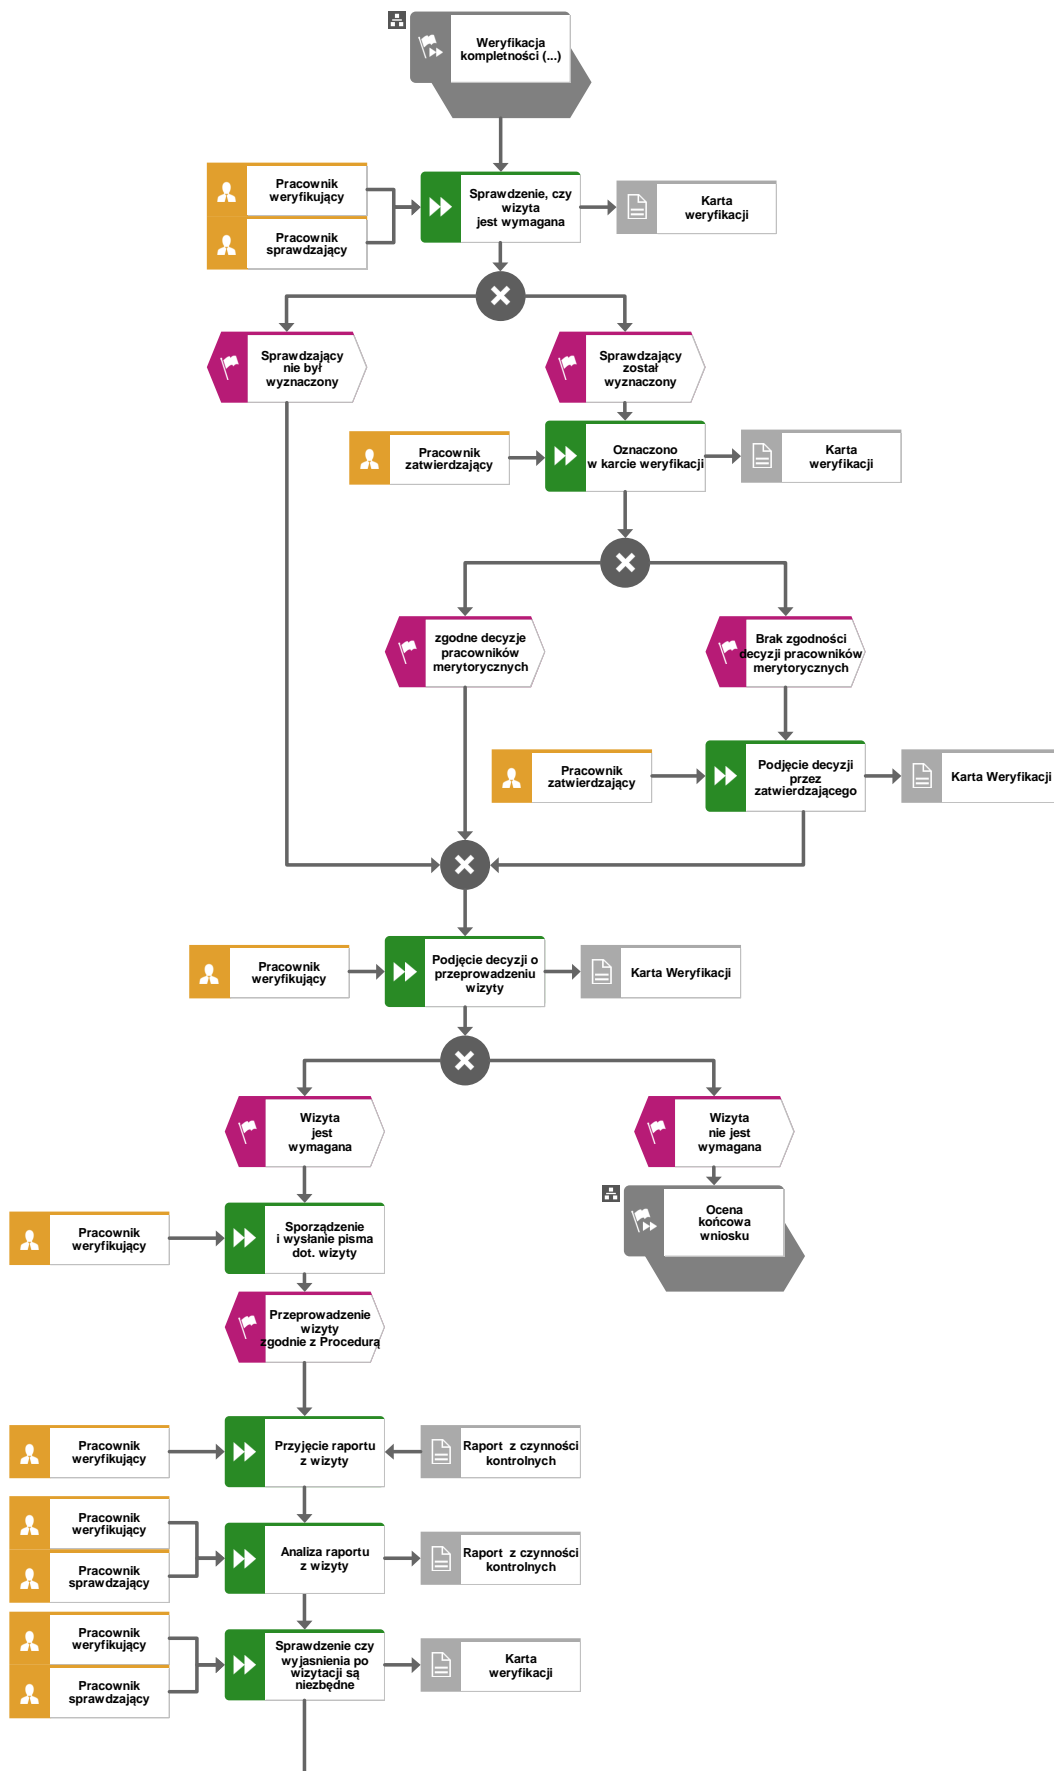 Weryfikacja
kompletności (...)
Pracownik
weryfikujący
Pracownik
sprawdzający
Sprawdzenie, czy
wizyta
jest wymagana
Karta
weryfikacji
Sprawdzający
nie był
wyznaczony
Sprawdzający
został
wyznaczony
Pracownik
zatwierdzający
Oznaczono
w karcie weryfikacji
Karta
weryfikacji
zgodne decyzje
pracowników
merytorycznych
Brak zgodności
decyzji pracowników
merytorycznych
Pracownik
zatwierdzający
Podjęcie decyzji
przez
zatwierdzającego
Karta Weryfikacji
Pracownik
weryfikujący
Podjęcie decyzji o
przeprowadzeniu
wizyty
Karta Weryfikacji
Wizyta
jest
wymagana
Wizyta
nie jest
wymagana
Pracownik
weryfikujący
Sporządzenie
i wysłanie pisma
dot. wizyty
Ocena
końcowa
wniosku
Przeprowadzenie
wizyty
zgodnie z Procedurą
Pracownik
weryfikujący
Przyjęcie raportu
z wizyty
Raport z czynności
kontrolnych
Pracownik
weryfikujący
Pracownik
sprawdzający
Analiza raportu
z wizyty
Raport z czynności
kontrolnych
Pracownik
weryfikujący
Pracownik
sprawdzający
Sprawdzenie czy
wyjasnienia po
wizytacji są
niezbędne
Karta
weryfikacji